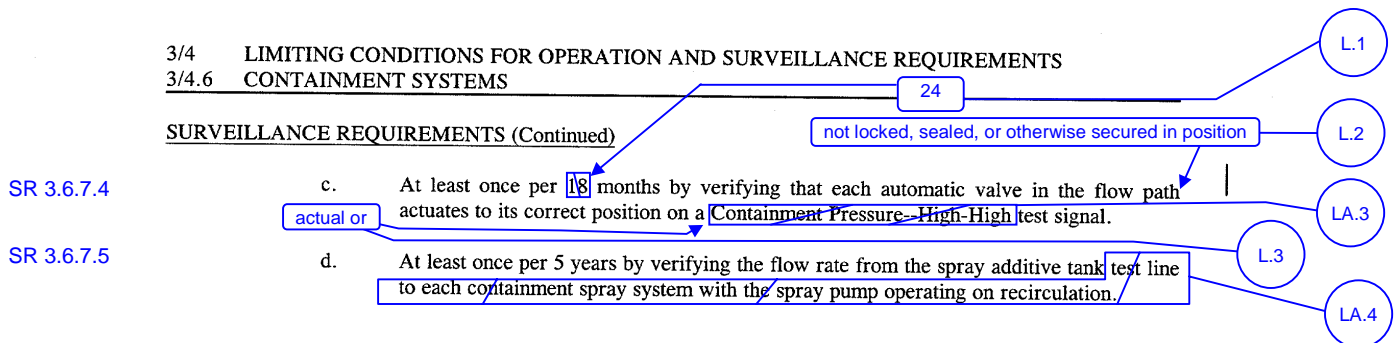 L.1
3/4 LIMITING CONDITIONS FOR OPERATION AND SURVEILLANCE REQUIREMENTS
3/4.6 CONTAINMENT SYSTEMS
24
SURVEILLANCE REQUIREMENTS (Continued)
not locked, sealed, or otherwise secured in position
L.2
SR 3.6.7.4
c. At least once per 18 months by verifying that each automatic valve in the flow path
actual or
actuates to its correct position on a Containment Pressure--High-High test signal.
LA.3
L.3
SR 3.6.7.5
d. At least once per 5 years by verifying the flow rate from the spray additive tank test line
to each containment spray system with the spray pump operating on recirculation.
LA.4